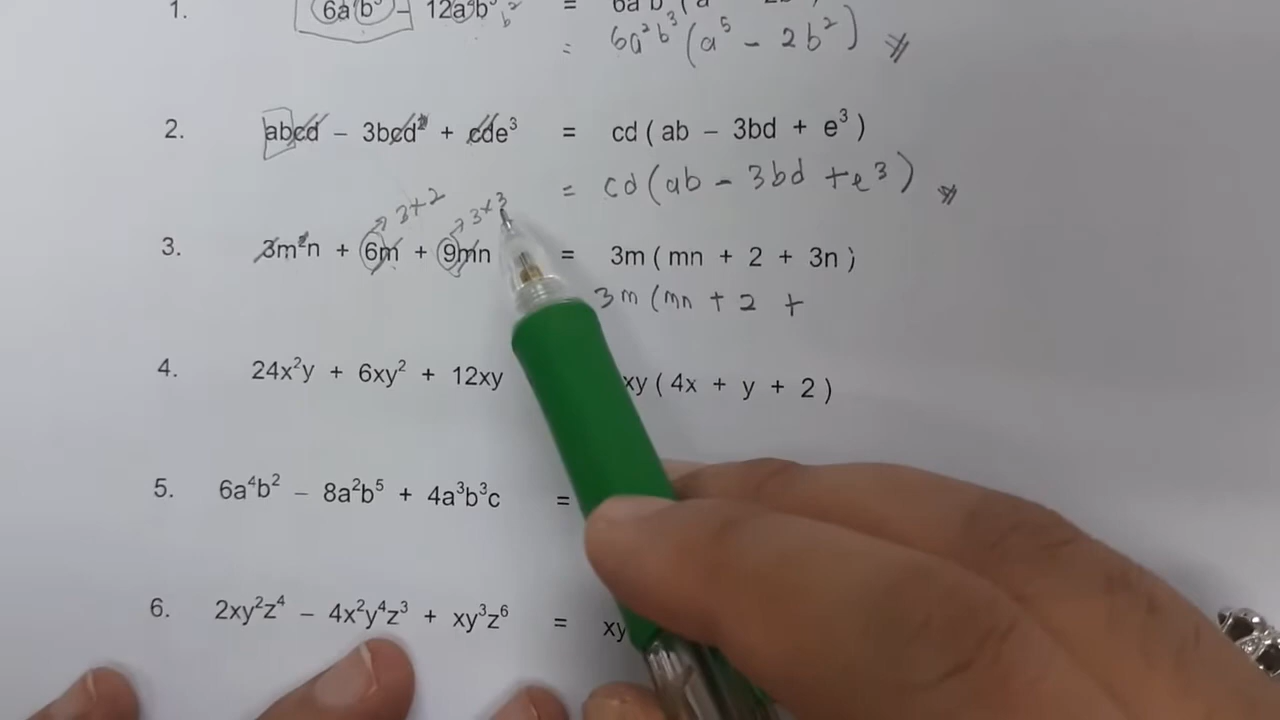 1. 6a b³ – 12a b b² = 6a b ( a
= 6a²b³ (a⁵ – 2b²)
2. abcd – 3bcd² + cde³ = cd ( ab – 3bd + e³ )
= cd (ab – 3bd + e³)
3+2 3×3
3. 3m²n + 6m + 9mn = 3m ( mn + 2 + 3n )
3m (mn + 2 +
4. 24x²y + 6xy² + 12xy xy ( 4x + y + 2 )
5. 6a⁴b² – 8a²b⁵ + 4a³b³c =
6. 2xy²z⁴ – 4x²y⁴z³ + xy³z⁶ = xy